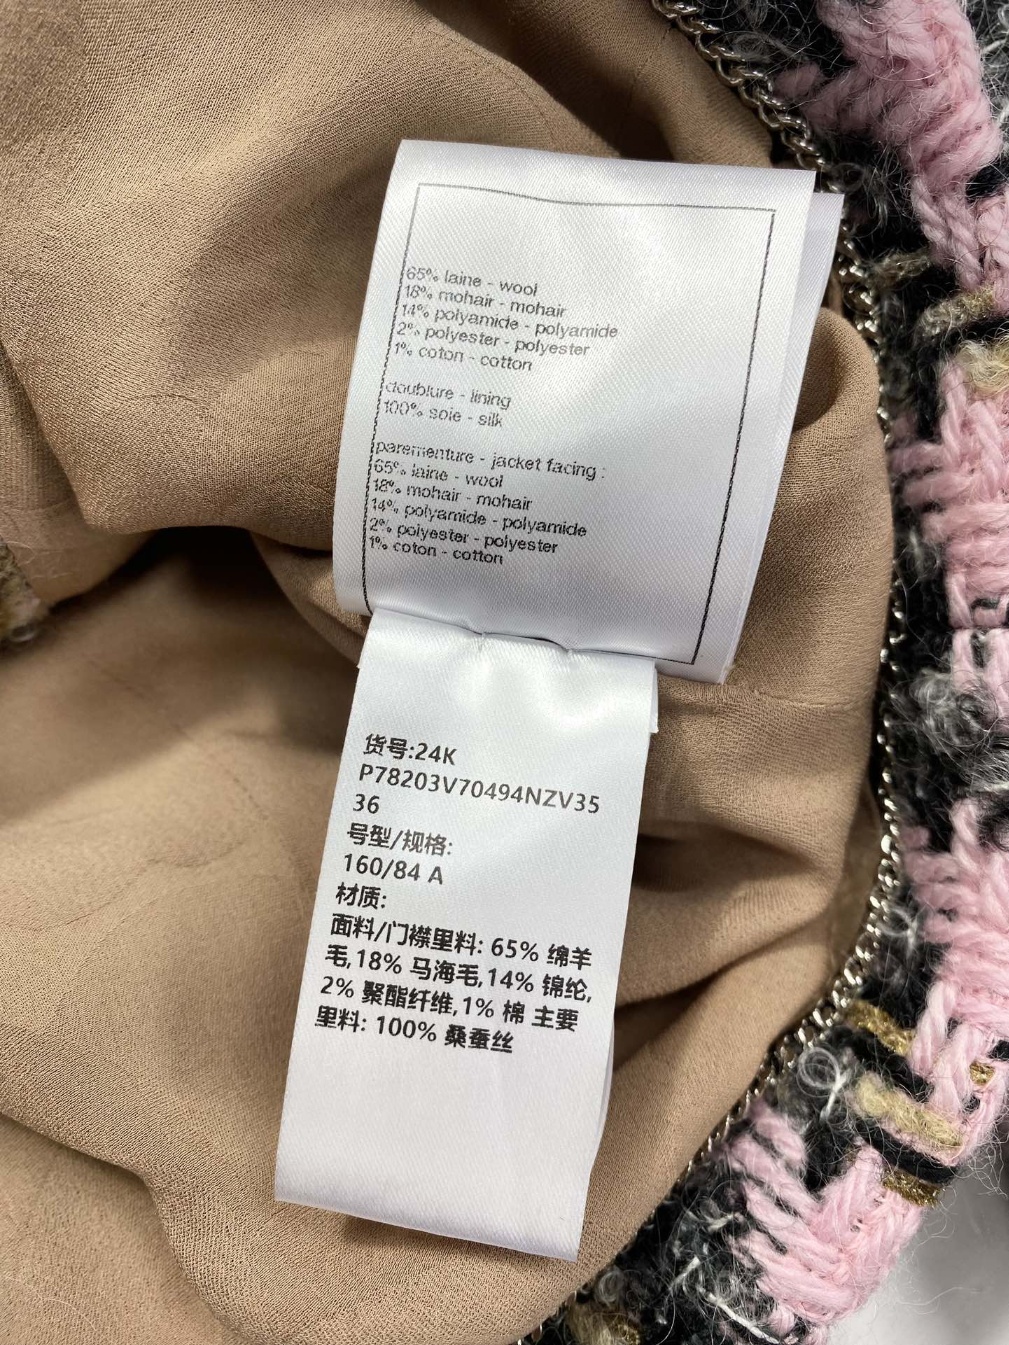 65% laine - wool
18% mohair - mohair
14% polyamide - polyamide
2% polyester - polyester
1% coton - cotton
doublure - lining
100% soie - silk
parementure - jacket facing :
65% laine - wool
18% mohair - mohair
14% polyamide - polyamide
2% polyester - polyester
1% coton - cotton
货号:24K
P78203V70494NZV35
36
号型/规格:
160/84 A
材质:
面料/门襟里料: 65% 绵羊
毛,18% 马海毛,14% 锦纶,
2% 聚酯纤维,1% 棉 主要
里料: 100% 桑蚕丝